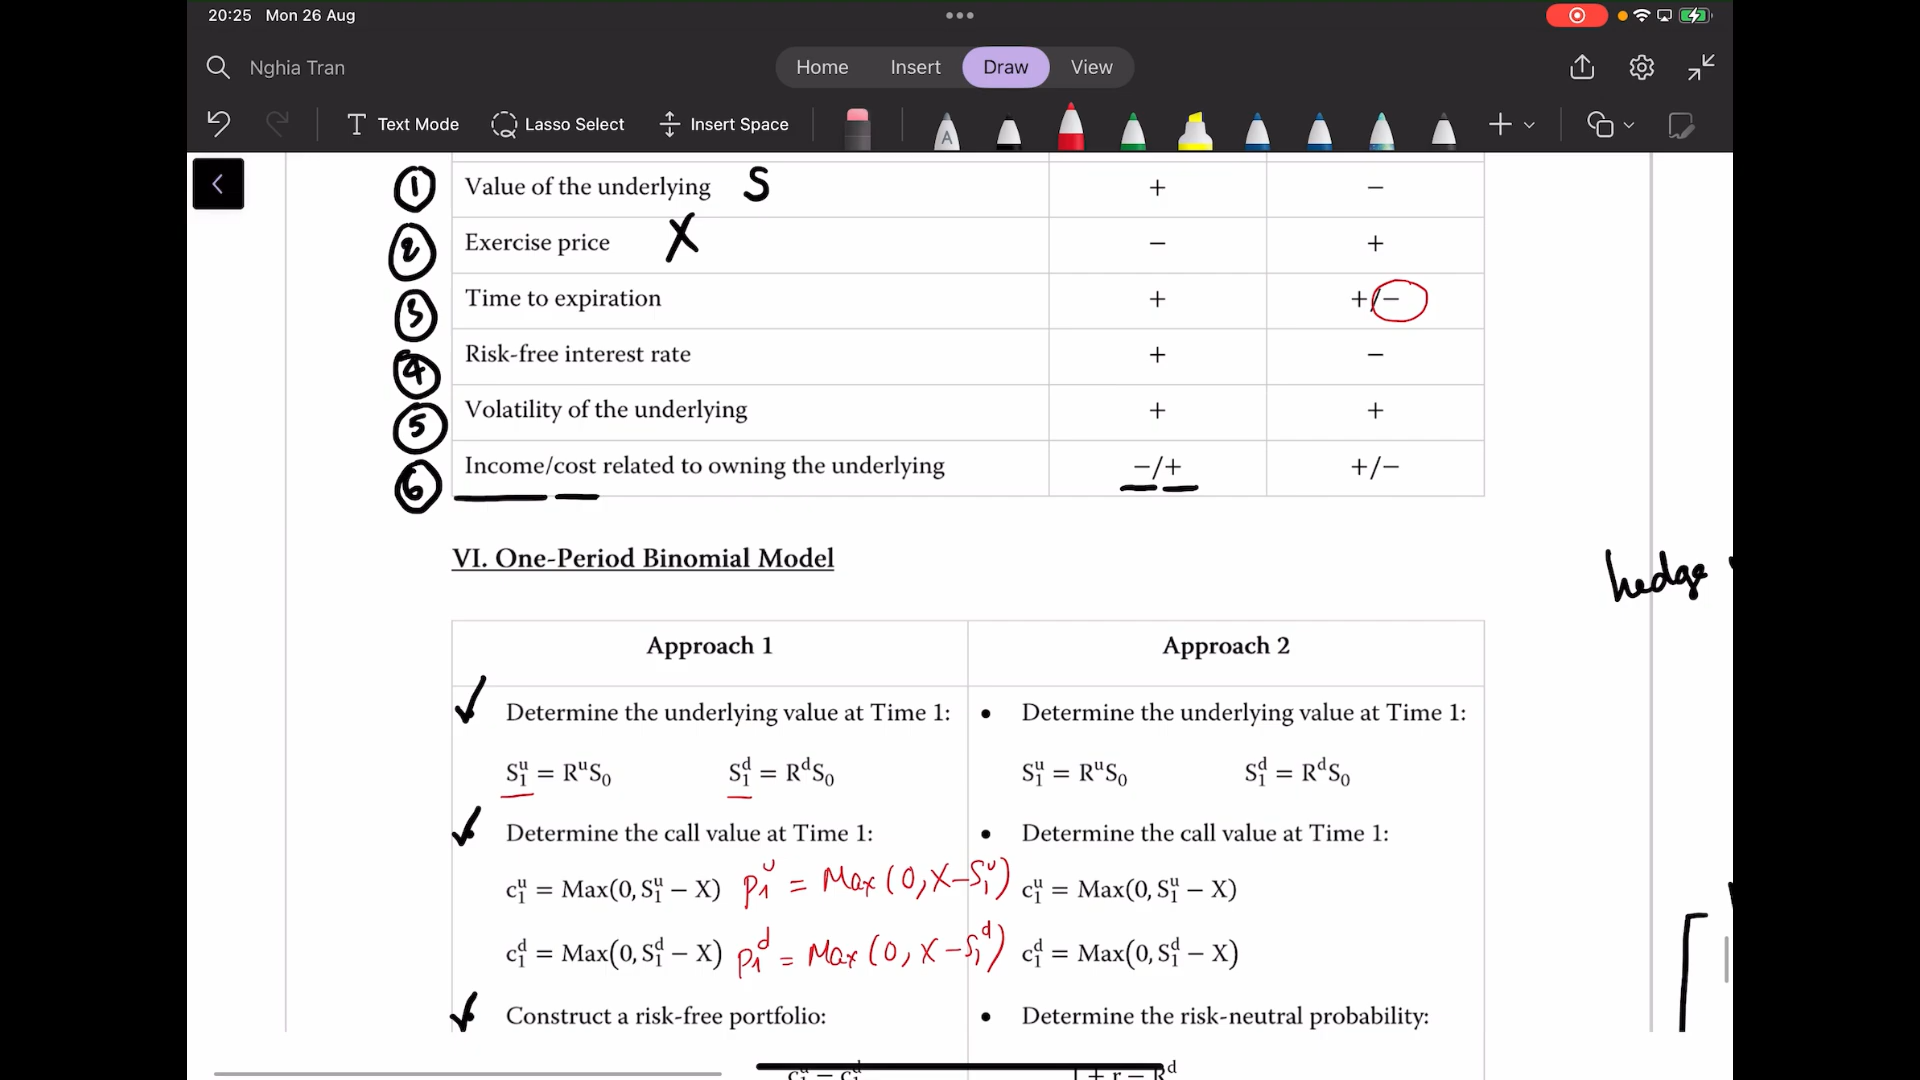 20:25 Mon 26 Aug
Nghia Tran
Home Insert Draw View
Text Mode Lasso Select Insert Space A
1 Value of the underlying S + −
2 Exercise price X − +
3 Time to expiration + +/−
4 Risk-free interest rate + −
5 Volatility of the underlying + +
6 Income/cost related to owning the underlying −/+ +/−
VI. One-Period Binomial Model
hedge
Approach 1 Approach 2
Determine the underlying value at Time 1: • Determine the underlying value at Time 1:
S₁ᵘ = RᵘS₀ S₁ᵈ = RᵈS₀ S₁ᵘ = RᵘS₀ S₁ᵈ = RᵈS₀
Determine the call value at Time 1: • Determine the call value at Time 1:
c₁ᵘ = Max(0, S₁ᵘ − X) p₁ᵘ = Max(0, X−S₁ᵘ) c₁ᵘ = Max(0, S₁ᵘ − X)
c₁ᵈ = Max(0, S₁ᵈ − X) p₁ᵈ = Max(0, X−S₁ᵈ) c₁ᵈ = Max(0, S₁ᵈ − X)
Construct a risk-free portfolio: • Determine the risk-neutral probability:
c₁ᵘ − c₁ᵈ 1 + r − Rᵈ